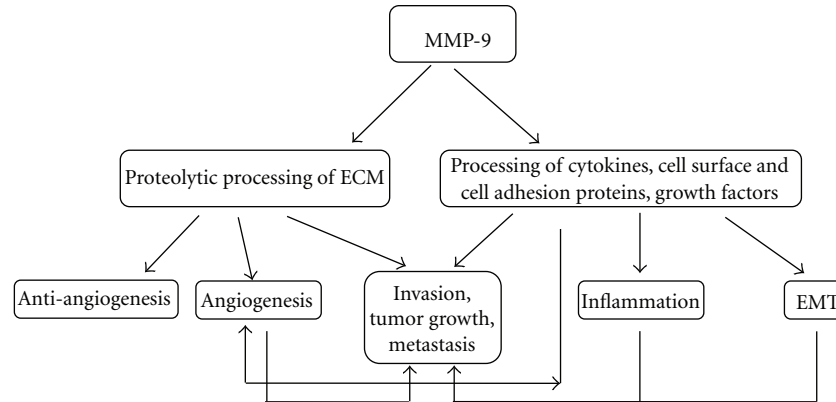 MMP-9
Proteolytic processing of ECM
Processing of cytokines, cell surface and
cell adhesion proteins, growth factors
Anti-angiogenesis
Angiogenesis
Invasion,
tumor growth,
metastasis
Inflammation
EMT